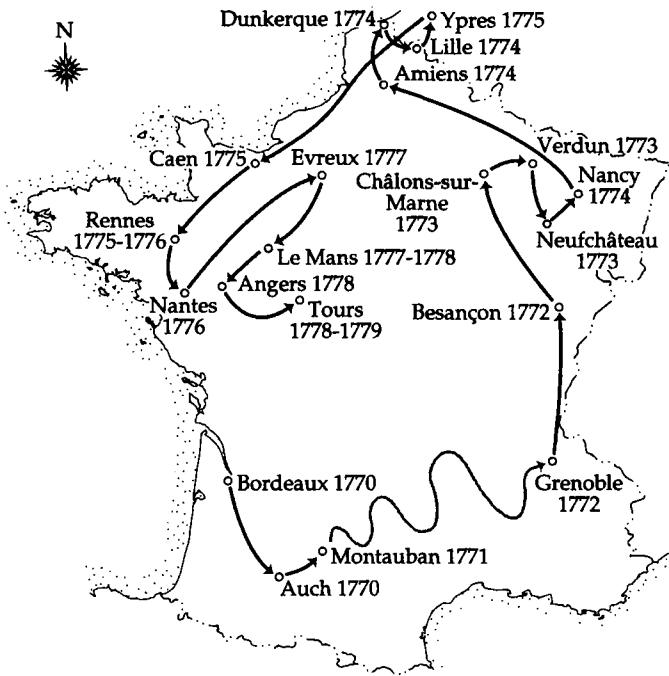 Dunkerque 1774
Ypres 1775
N
Lille 1774
Amiens 1774
Verdun 1773
Caen 1775
Evreux 1777
Châlons-sur-
Marne
1773
Nancy
1774
Rennes
1775-1776
Neufchâteau
1773
Le Mans 1777-1778
Angers 1778
Nantes
1776
Tours
1778-1779
Besançon 1772
Bordeaux 1770
Grenoble
1772
Montauban 1771
Auch 1770